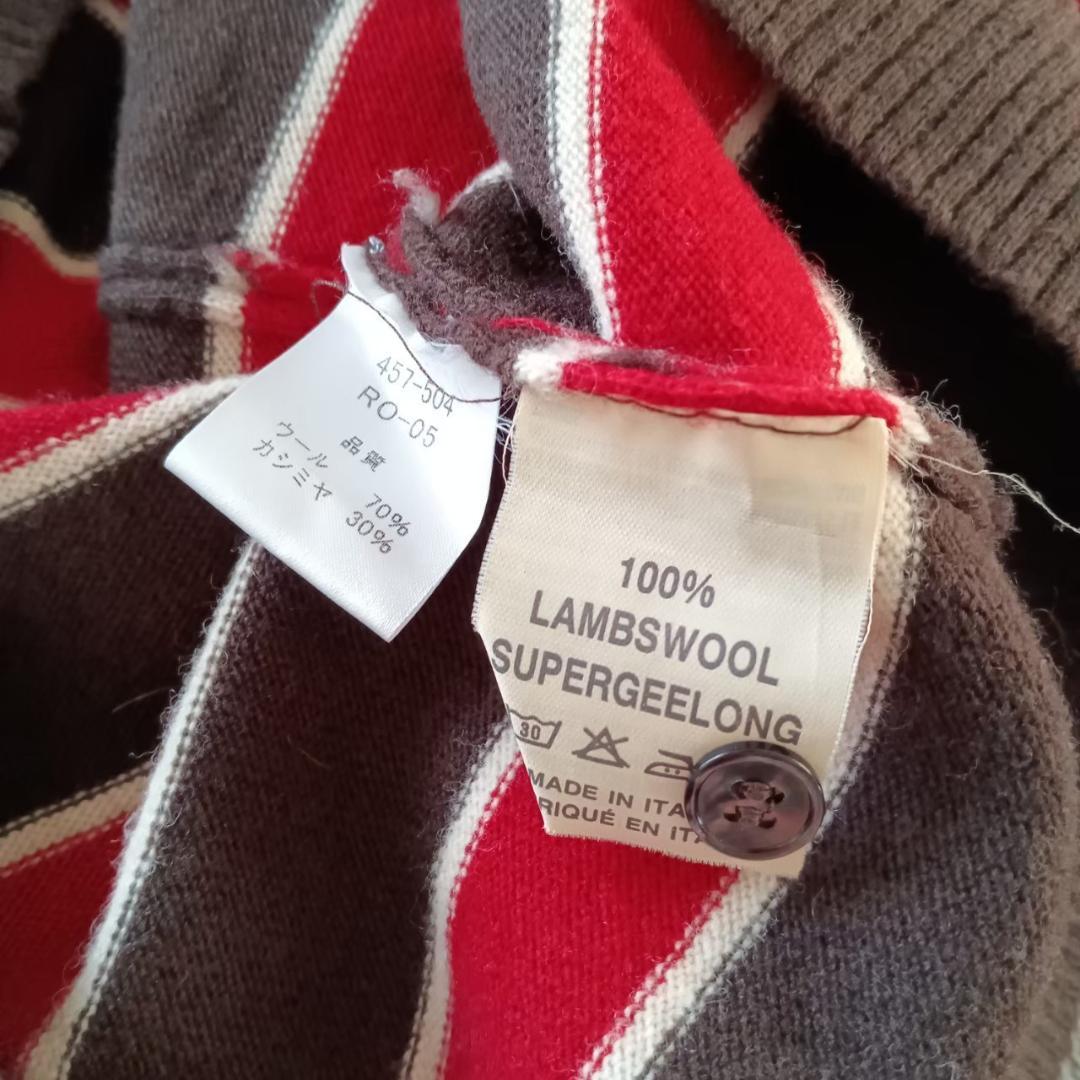 457-504
RO-05
品質
ウール 70%
カシミヤ 30%
100%
LAMBSWOOL
SUPERGEELONG
30
MADE IN ITA
RIQUÉ EN ITA